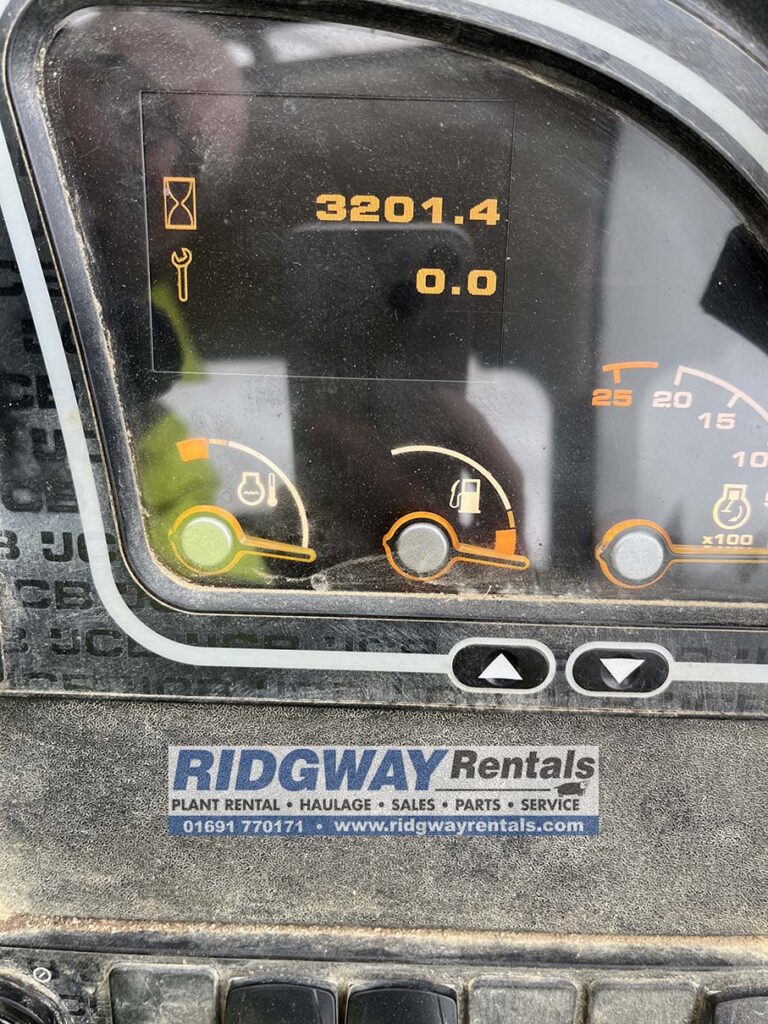 3201.4
0.0
25 20 15 10
x100
JCB
RIDGWAY Rentals
PLANT RENTAL • HAULAGE • SALES • PARTS • SERVICE
01691 770171 • www.ridgwayrentals.com